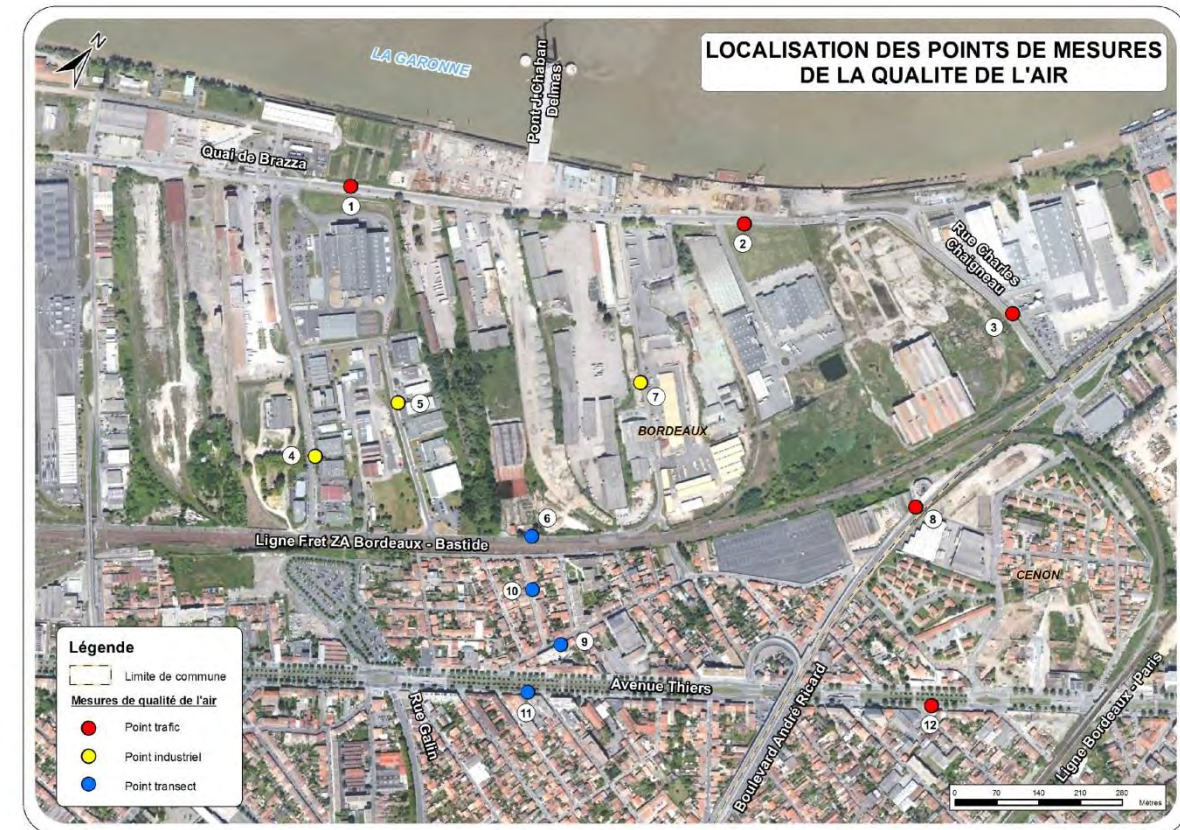 LOCALISATION DES POINTS DE MESURES
DE LA QUALITE DE L'AIR
N
LA GARONNE
Pont J.Chaban
Delmas
Quai de Brazza
Rue Charles
Chaigneau
1
2
3
4
5
7
BORDEAUX
6
8
Ligne Fret ZA Bordeaux - Bastide
CENON
10
9
Avenue Thiers
11
12
Rue Galin
Boulevard André Ricard
Ligne Bordeaux - Paris
Légende
Limite de commune
Mesures de qualité de l'air
Point trafic
Point industriel
Point transect
0 70 140 210 280
Mètres